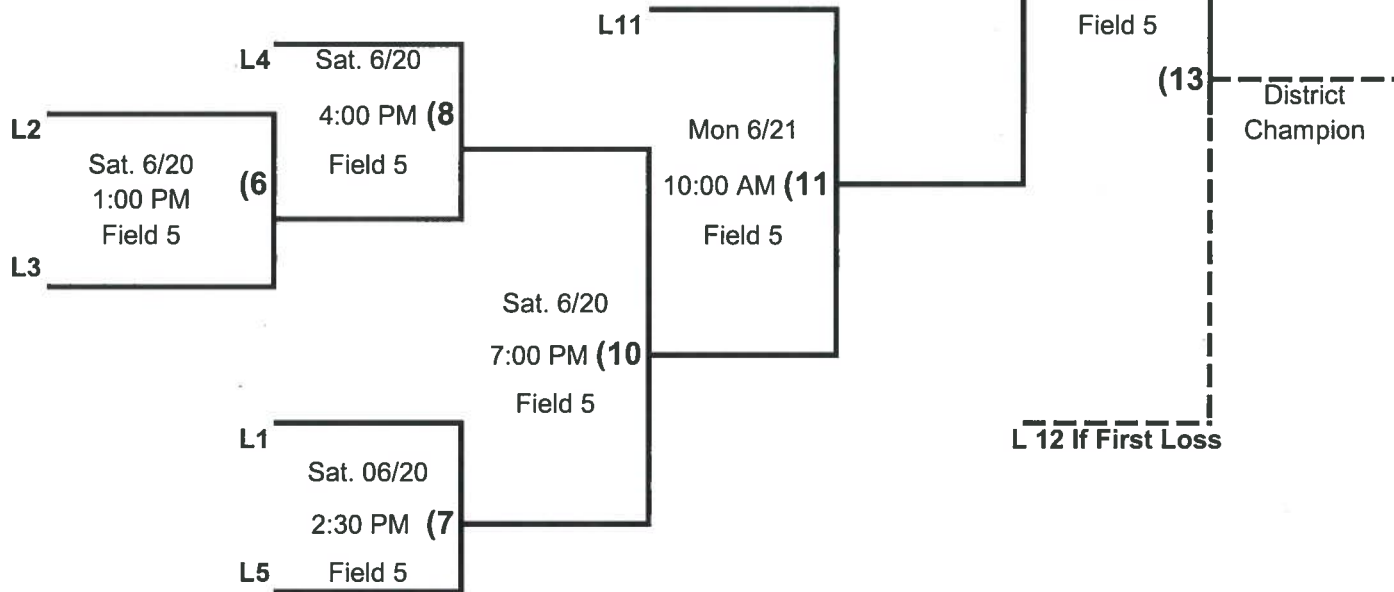 L11
Field 5
L4
Sat. 6/20
(13
District
Champion
4:00 PM (8
Field 5
L2
Sat. 6/20
1:00 PM
Field 5
(6
L3
Mon 6/21
10:00 AM (11
Field 5
Sat. 6/20
7:00 PM (10
Field 5
L1
Sat. 06/20
2:30 PM (7
L5
Field 5
L 12 If First Loss